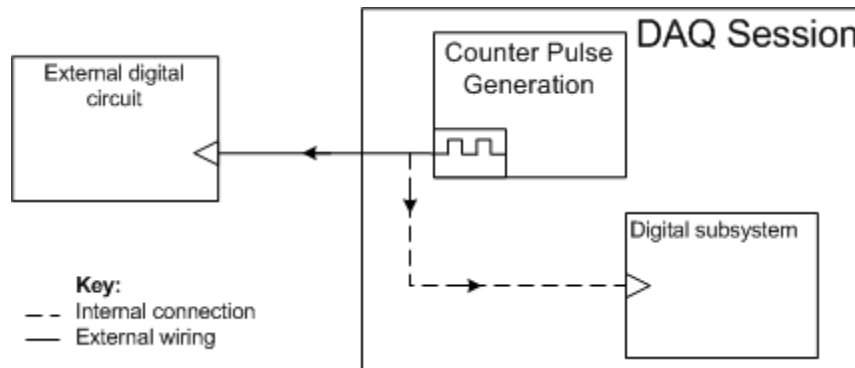 DAQ Session
Counter Pulse
Generation
External digital
circuit
Digital subsystem
Key:
Internal connection
External wiring